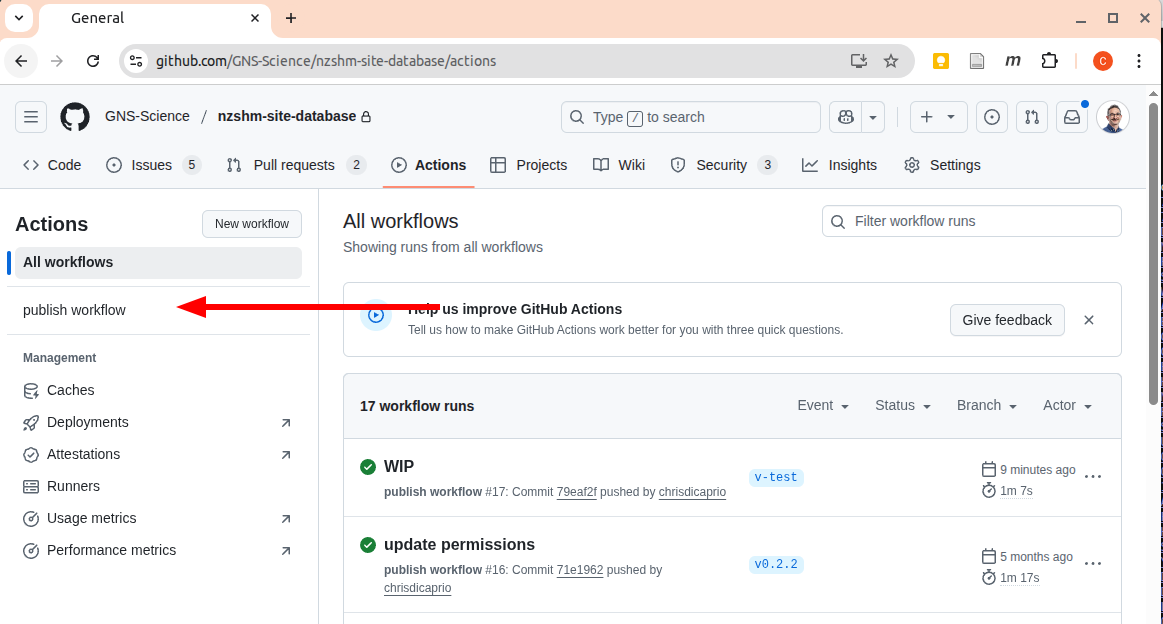 General
github.com/GNS-Science/nzshm-site-database/actions
m
C
GNS-Science / nzshm-site-database
Type / to search
Code
Issues 5
Pull requests 2
Actions
Projects
Wiki
Security 3
Insights
Settings
Actions
New workflow
All workflows
publish workflow
Management
Caches
Deployments
Attestations
Runners
Usage metrics
Performance metrics
All workflows
Showing runs from all workflows
Filter workflow runs
Help us improve GitHub Actions
Tell us how to make GitHub Actions work better for you with three quick questions.
Give feedback
17 workflow runs
Event
Status
Branch
Actor
WIP
publish workflow #17: Commit 79eaf2f pushed by chrisdicaprio
v-test
9 minutes ago
1m 7s
update permissions
publish workflow #16: Commit 71e1962 pushed by
chrisdicaprio
v0.2.2
5 months ago
1m 17s